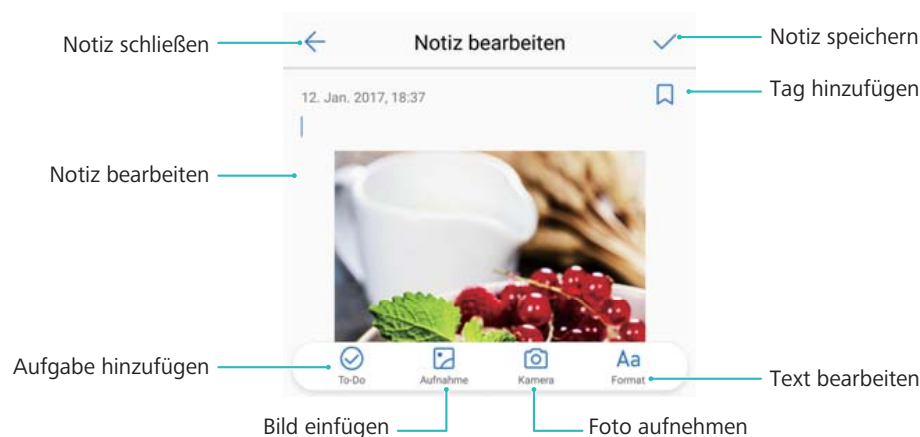 Notiz schließen
Notiz bearbeiten
Notiz speichern
12. Jan. 2017, 18:37
Tag hinzufügen
Notiz bearbeiten
Aufgabe hinzufügen
To-Do
Aufnahme
Kamera
Aa
Format
Text bearbeiten
Bild einfügen
Foto aufnehmen